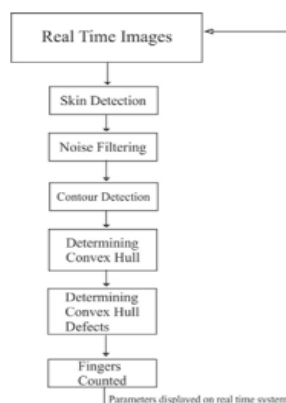 Real Time Images
Skin Detection
Noise Filtering
Contour Detection
Determining
Convex Hull
Determining
Convex Hull
Defects
Fingers
Counted
Parameters displayed on real time system